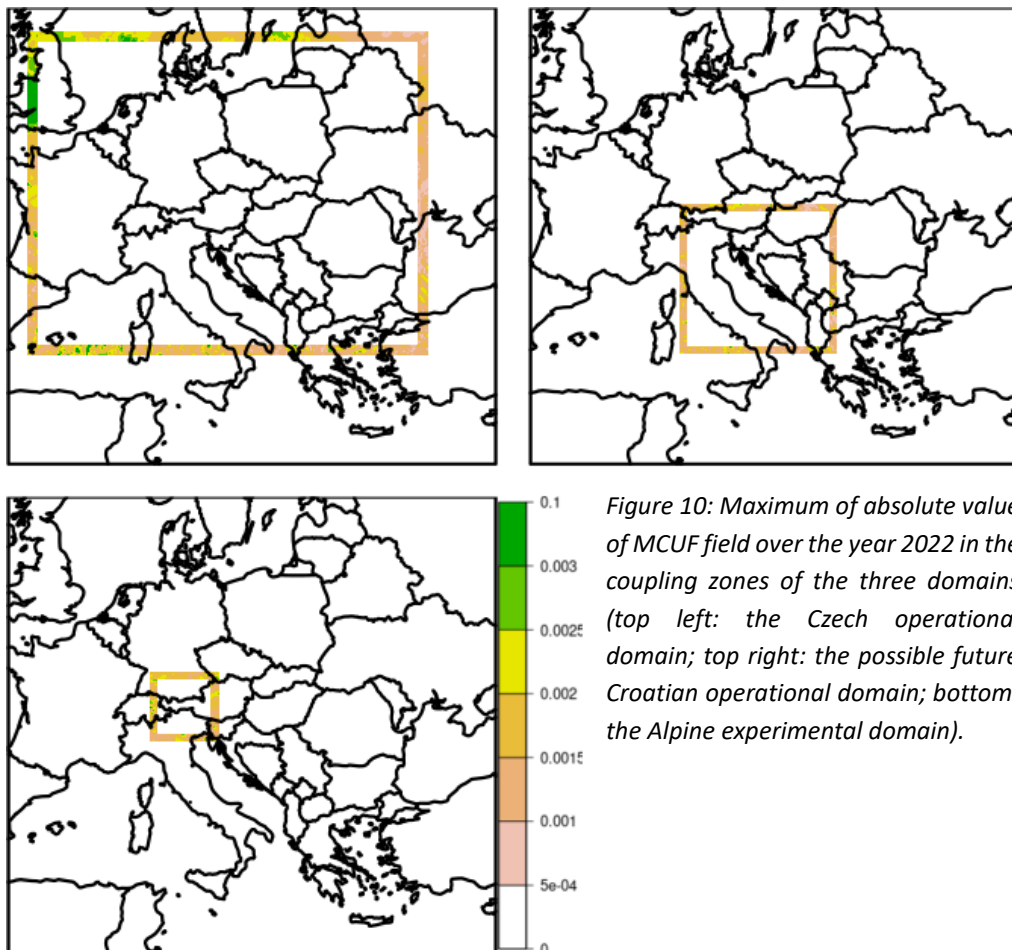 0.1
0.003
0.0025
0.002
0.0015
0.001
5e-04
0
Figure 10: Maximum of absolute value
of MCUF field over the year 2022 in the
coupling zones of the three domains
(top left: the Czech operational
domain; top right: the possible future
Croatian operational domain; bottom:
the Alpine experimental domain).